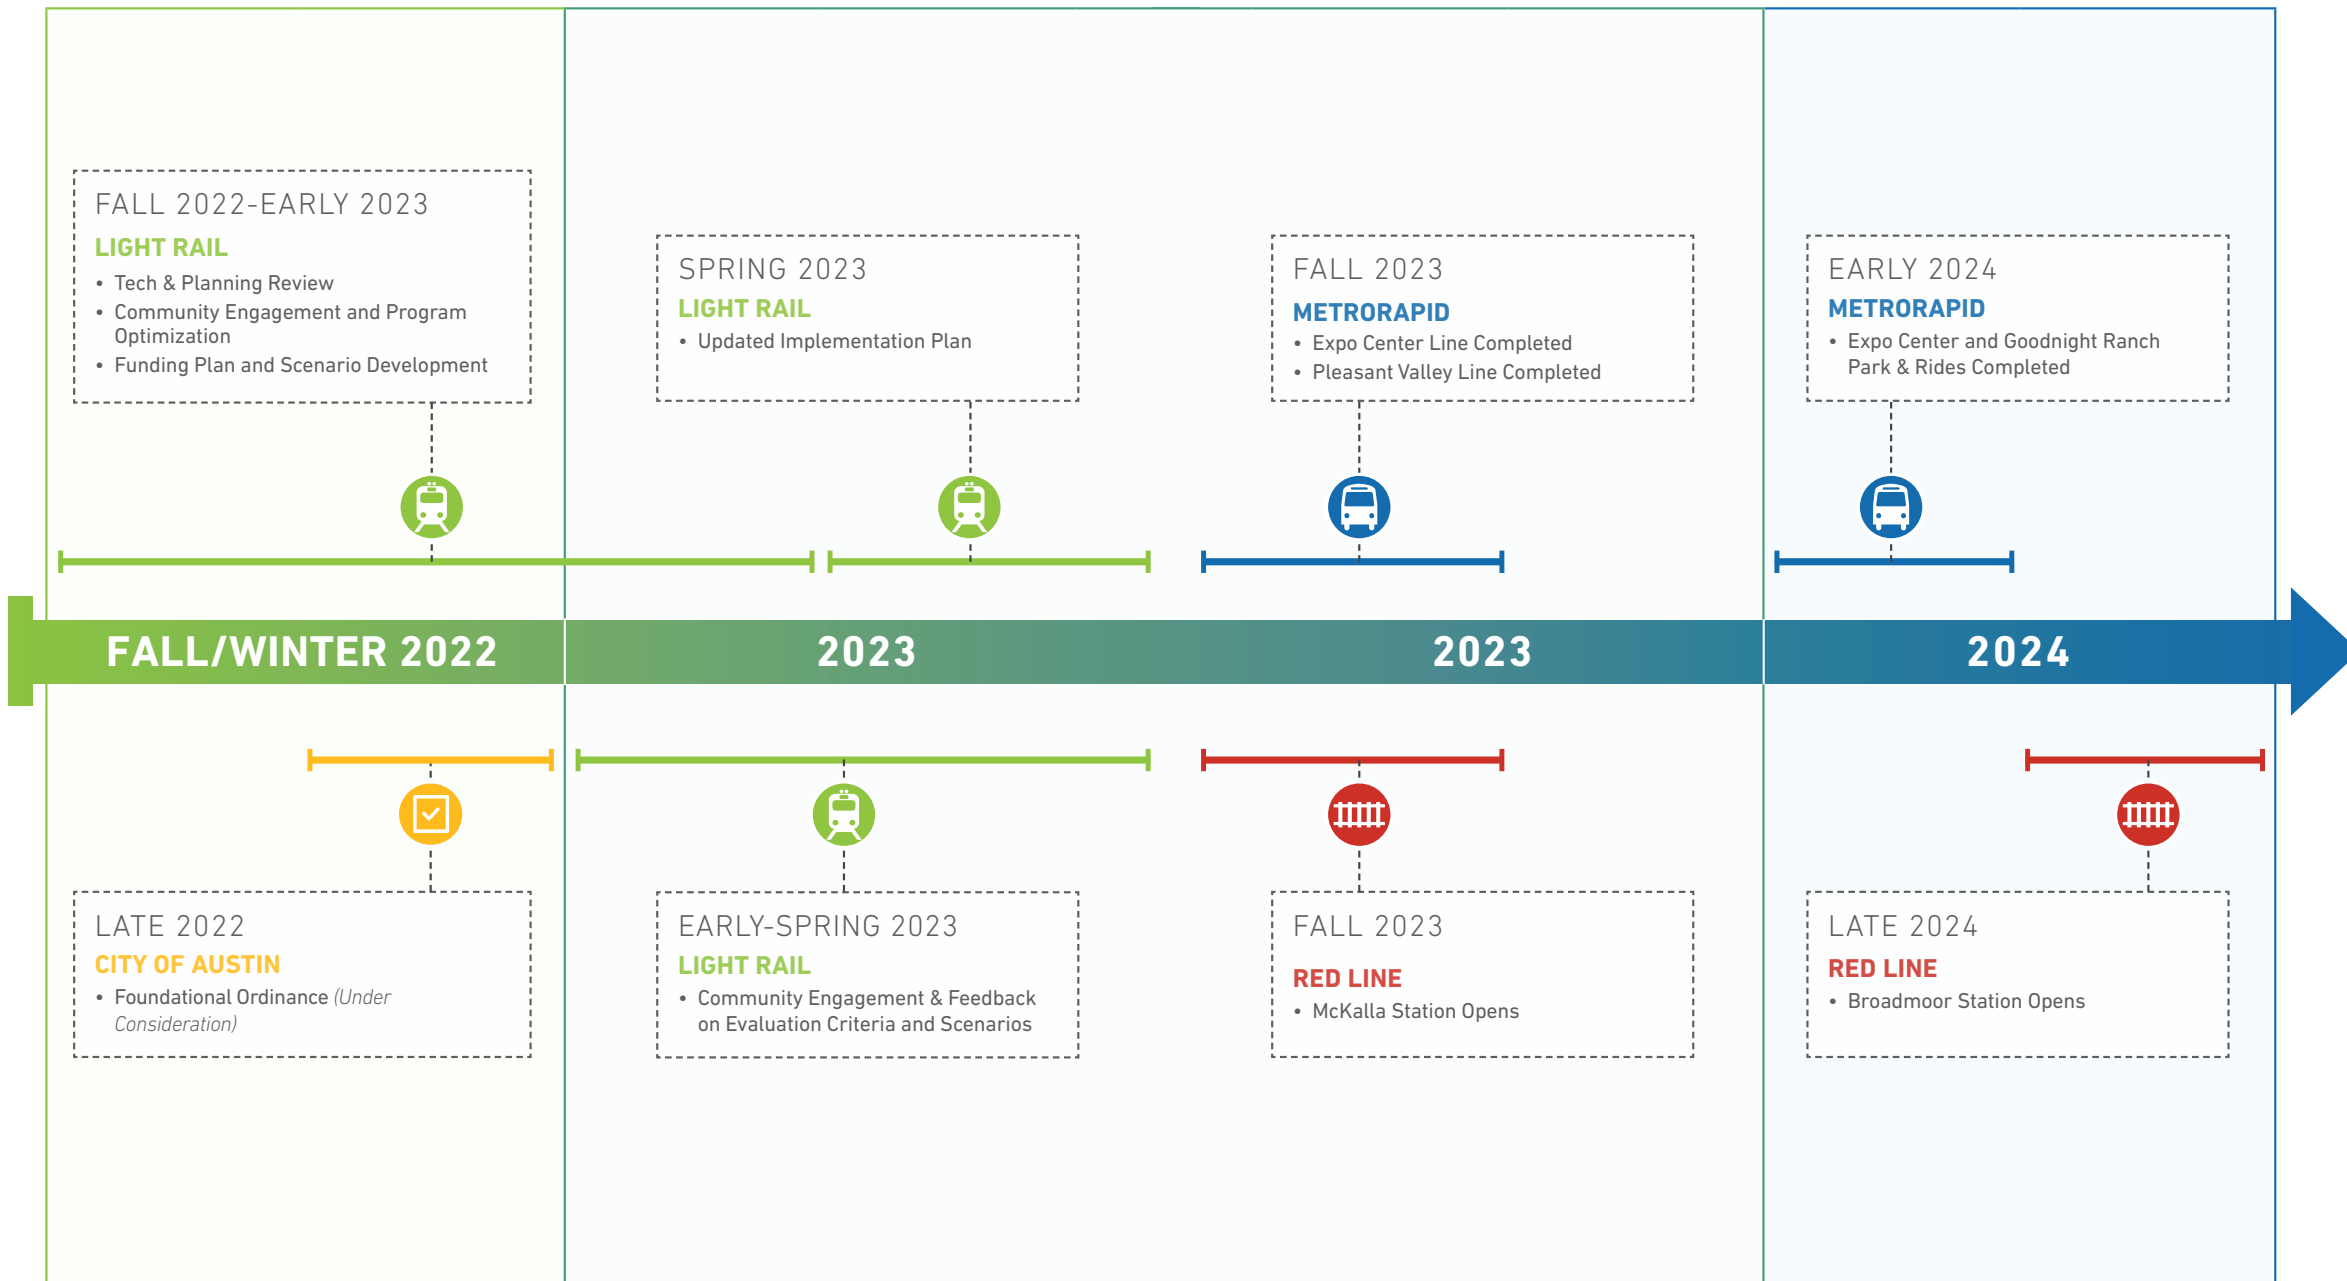 FALL 2022-EARLY 2023
LIGHT RAIL
• Tech & Planning Review
• Community Engagement and Program
Optimization
• Funding Plan and Scenario Development
SPRING 2023
LIGHT RAIL
• Updated Implementation Plan
FALL 2023
METRORAPID
• Expo Center Line Completed
• Pleasant Valley Line Completed
EARLY 2024
METRORAPID
• Expo Center and Goodnight Ranch
Park & Rides Completed
FALL/WINTER 2022
2023
2023
2024
LATE 2022
CITY OF AUSTIN
• Foundational Ordinance (Under
Consideration)
EARLY-SPRING 2023
LIGHT RAIL
• Community Engagement & Feedback
on Evaluation Criteria and Scenarios
FALL 2023
RED LINE
• McKalla Station Opens
LATE 2024
RED LINE
• Broadmoor Station Opens